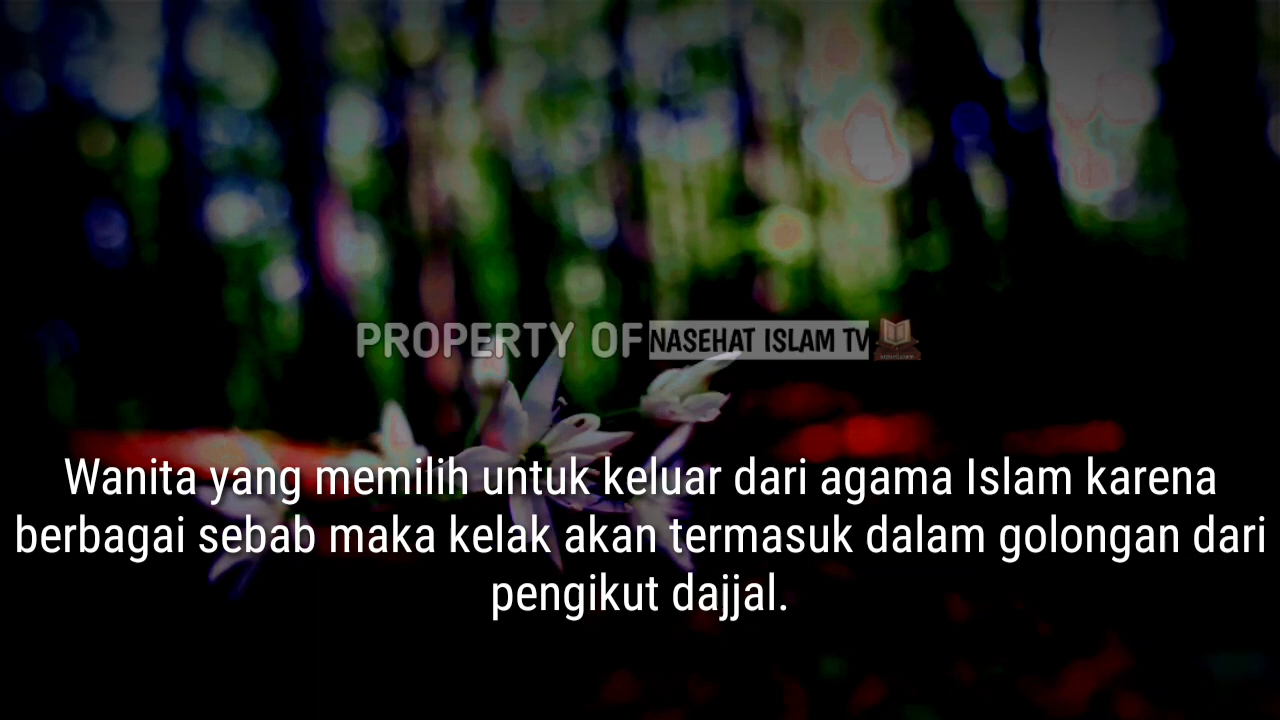 PROPERTY OF NASEHAT ISLAM TV
Wanita yang memilih untuk keluar dari agama Islam karena
berbagai sebab maka kelak akan termasuk dalam golongan dari
pengikut dajjal.